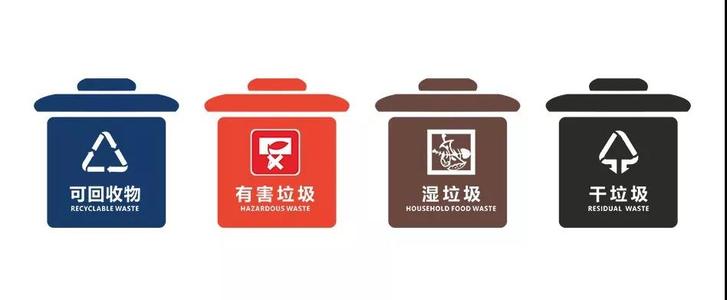 可回收物
RECYCLABLE WASTE
有害垃圾
HAZARDOUS WASTE
湿垃圾
HOUSEHOLD FOOD WASTE
干垃圾
RESIDUAL WASTE